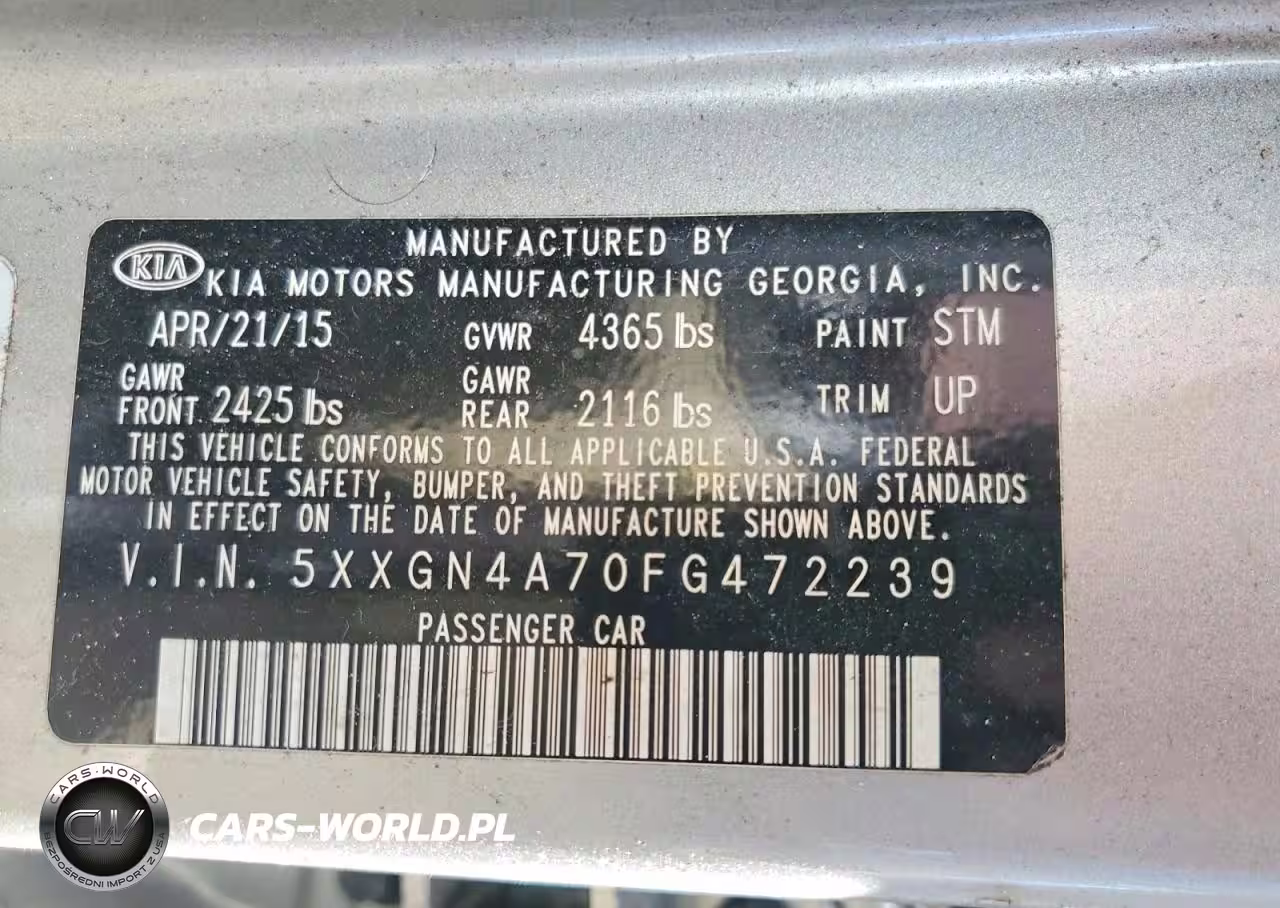 MANUFACTURED BY
KIA KIA MOTORS MANUFACTURING GEORGIA, INC.
APR/21/15 GVWR 4365 lbs PAINT STM
GAWR FRONT 2425 lbs GAWR REAR 2116 lbs TRIM UP
THIS VEHICLE CONFORMS TO ALL APPLICABLE U.S.A. FEDERAL
MOTOR VEHICLE SAFETY, BUMPER, AND THEFT PREVENTION STANDARDS
IN EFFECT ON THE DATE OF MANUFACTURE SHOWN ABOVE.
V.I.N. 5XXGN4A70FG472239
PASSENGER CAR
CARS-WORLD
CW
BEZPOŚREDNI IMPORT Z USA
CARS-WORLD.PL